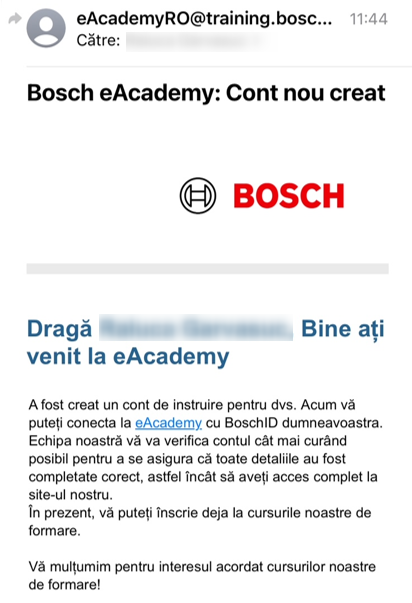 eAcademyRO@training.bosc...
11:44
Către:
Bosch eAcademy: Cont nou creat
BOSCH
Dragă Bine ați
venit la eAcademy
A fost creat un cont de instruire pentru dvs. Acum vă
puteți conecta la eAcademy cu BoschID dumneavoastra.
Echipa noastră vă va verifica contul cât mai curând
posibil pentru a se asigura că toate detaliile au fost
completate corect, astfel încât să aveți acces complet la
site-ul nostru.
În prezent, vă puteți înscrie deja la cursurile noastre de
formare.
Vă mulțumim pentru interesul acordat cursurilor noastre
de formare!